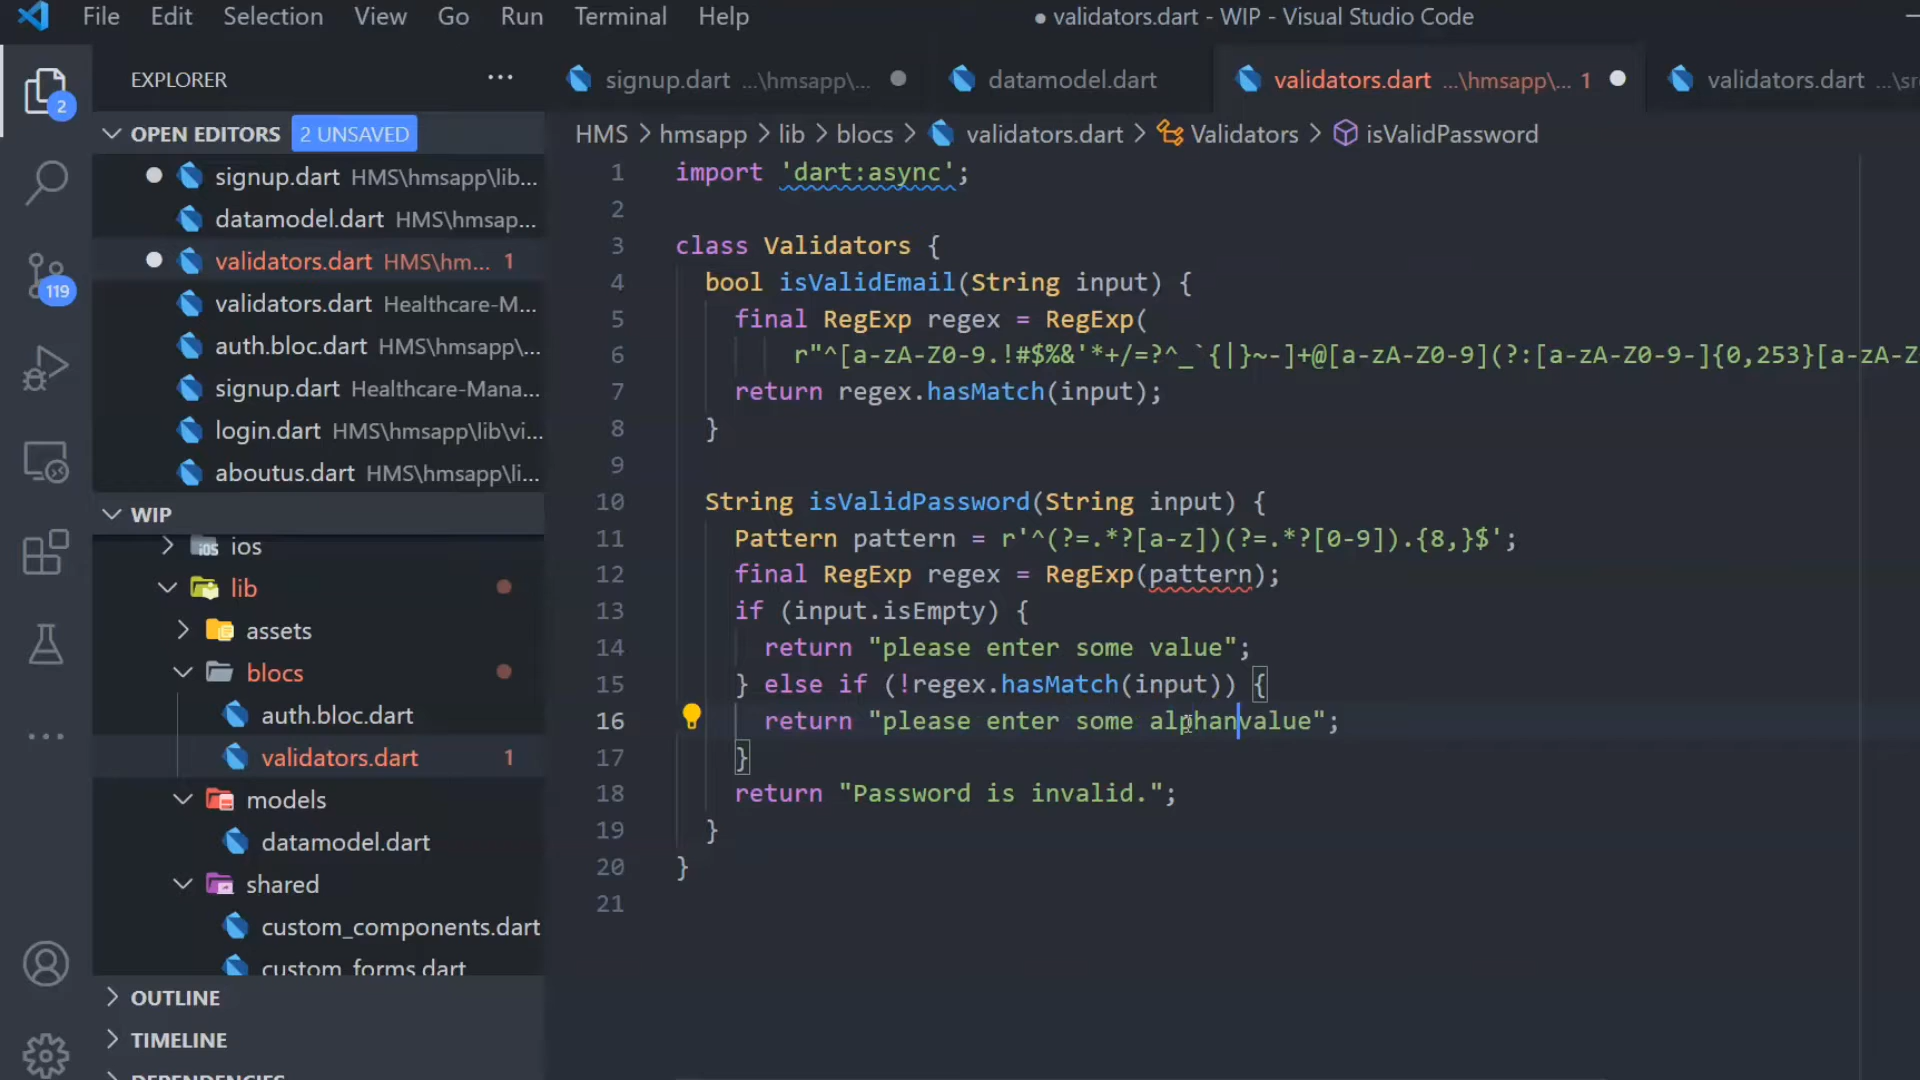 File Edit Selection View Go Run Terminal Help
● validators.dart - WIP - Visual Studio Code
EXPLORER ...
signup.dart ...\hmsapp\...
datamodel.dart
validators.dart ...\hmsapp\... 1
validators.dart ...\sr
2
OPEN EDITORS 2 UNSAVED
HMS > hmsapp > lib > blocs > validators.dart > Validators > isValidPassword
signup.dart HMS\hmsapp\lib...
datamodel.dart HMS\hmsap...
validators.dart HMS\hm... 1
validators.dart Healthcare-M...
auth.bloc.dart HMS\hmsapp\...
signup.dart Healthcare-Mana...
login.dart HMS\hmsapp\lib\vi...
aboutus.dart HMS\hmsapp\li...
119
WIP
ios
lib
assets
blocs
auth.bloc.dart
validators.dart 1
models
datamodel.dart
shared
custom_components.dart
custom_forms.dart
OUTLINE
TIMELINE
DEPENDENCIES
1 import 'dart:async';
2
3 class Validators {
4 bool isValidEmail(String input) {
5 final RegExp regex = RegExp(
6 r"^[a-zA-Z0-9.!#$%&'*+/=?^_`{|}~-]+@[a-zA-Z0-9](?:[a-zA-Z0-9-]{0,253}[a-zA-Z
7 return regex.hasMatch(input);
8 }
9
10 String isValidPassword(String input) {
11 Pattern pattern = r'^(?=.*?[a-z])(?=.*?[0-9]).{8,}$';
12 final RegExp regex = RegExp(pattern);
13 if (input.isEmpty) {
14 return "please enter some value";
15 } else if (!regex.hasMatch(input)) {
16 return "please enter some alphanvalue";
17 }
18 return "Password is invalid.";
19 }
20 }
21